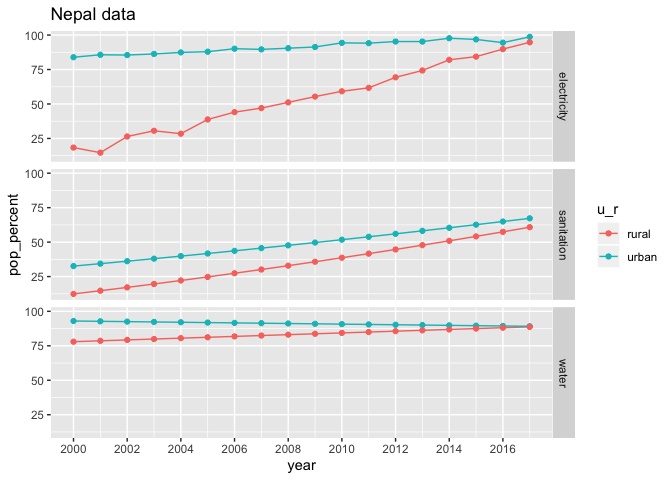 Nepal data
100
75
50
25
electricity
100
75
50
25
sanitation
100
75
50
25
water
pop_percent
2000 2002 2004 2006 2008 2010 2012 2014 2016
year
u_r
rural
urban